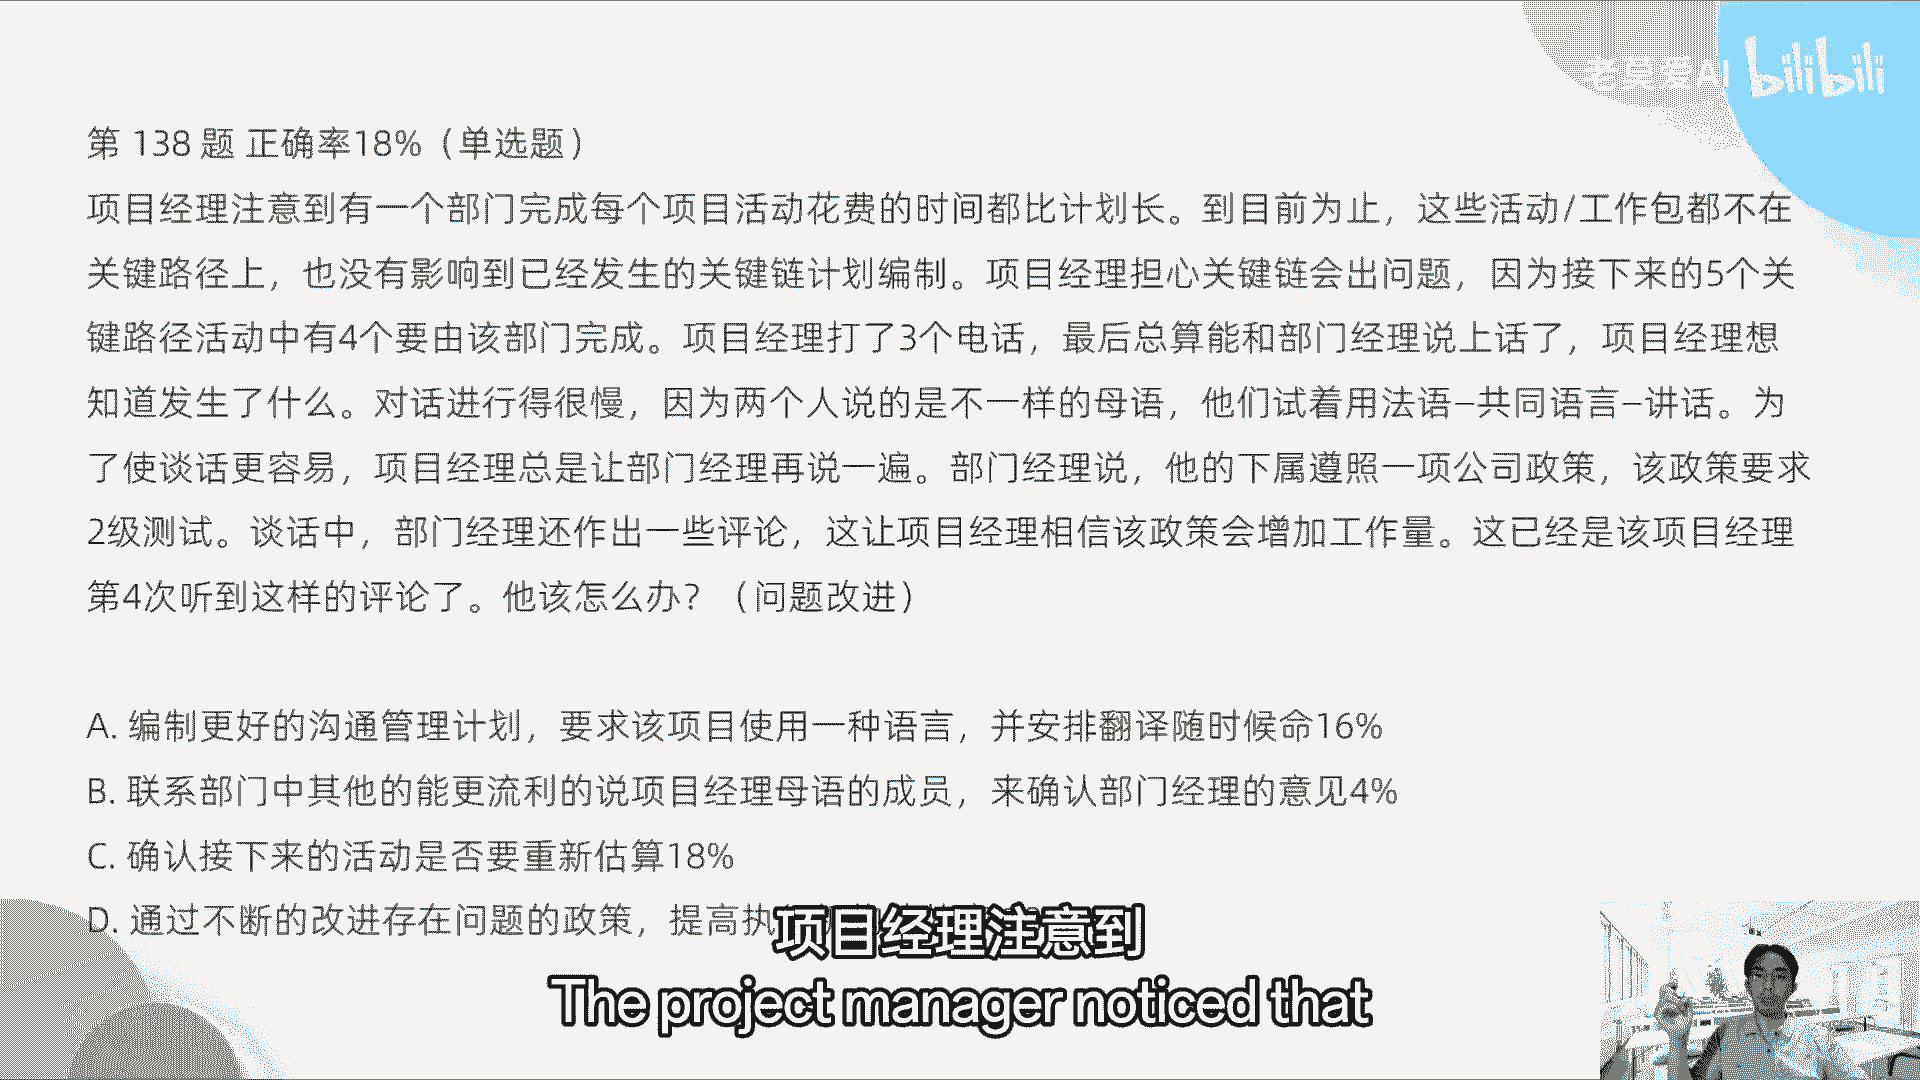 老莫爱AI bilibili
第 138 题 正确率18%（单选题）
项目经理注意到有一个部门完成每个项目活动花费的时间都比计划长。到目前为止，这些活动/工作包都不在
关键路径上，也没有影响到已经发生的关键链计划编制。项目经理担心关键链会出问题，因为接下来的5个关
键路径活动中有4个要由该部门完成。项目经理打了3个电话，最后总算能和部门经理说上话了，项目经理想
知道发生了什么。对话进行得很慢，因为两个人说的是不一样的母语，他们试着用法语–共同语言–讲话。为
了使谈话更容易，项目经理总是让部门经理再说一遍。部门经理说，他的下属遵照一项公司政策，该政策要求
2级测试。谈话中，部门经理还作出一些评论，这让项目经理相信该政策会增加工作量。这已经是该项目经理
第4次听到这样的评论了。他该怎么办？（问题改进）
A. 编制更好的沟通管理计划，要求该项目使用一种语言，并安排翻译随时候命16%
B. 联系部门中其他的能更流利的说项目经理母语的成员，来确认部门经理的意见4%
C. 确认接下来的活动是否要重新估算18%
D. 通过不断的改进存在问题的政策，提高执
项目经理注意到
The project manager noticed that